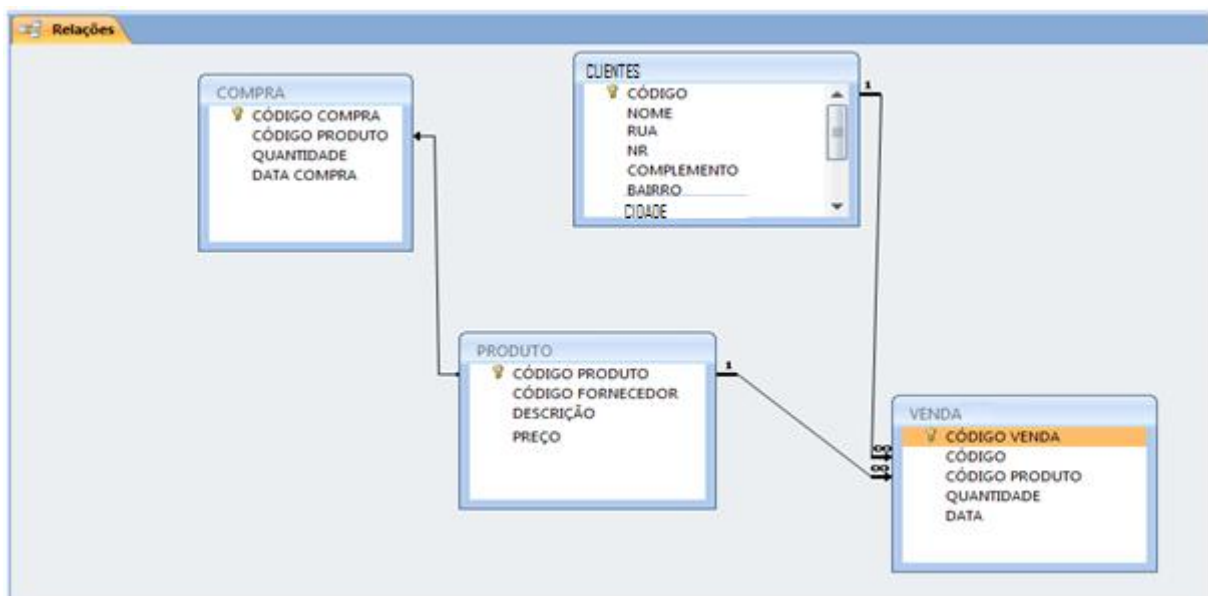 Relações
COMPRA
CÓDIGO COMPRA
CÓDIGO PRODUTO
QUANTIDADE
DATA COMPRA
CLIENTES
CÓDIGO
NOME
RUA
NR
COMPLEMENTO
BAIRRO
CIDADE
1
PRODUTO
CÓDIGO PRODUTO
CÓDIGO FORNECEDOR
DESCRIÇÃO
PREÇO
1
VENDA
CÓDIGO VENDA
CÓDIGO
CÓDIGO PRODUTO
QUANTIDADE
DATA
∞
∞